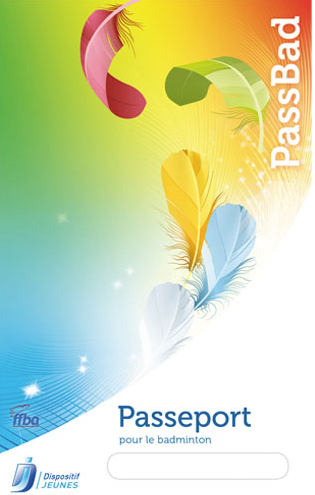 PassBad
Passeport
pour le badminton
ffba
Dispositif
JEUNES